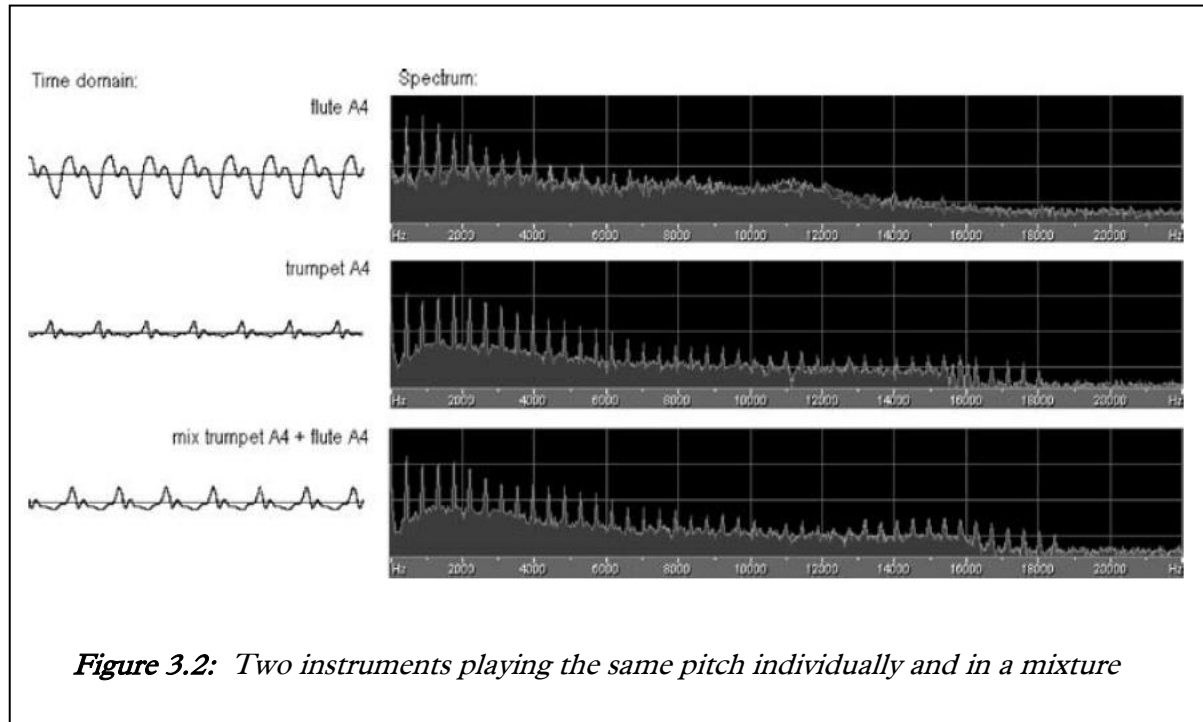 Time domain:
Spectrum:
flute A4
Hz 2000 4000 6000 8000 10000 12000 14000 16000 18000 20000 Hz
trumpet A4
Hz 2000 4000 6000 8000 10000 12000 14000 16000 18000 20000 Hz
mix trumpet A4 + flute A4
Hz 2000 4000 6000 8000 10000 12000 14000 16000 18000 20000 Hz
Figure 3.2: Two instruments playing the same pitch individually and in a mixture